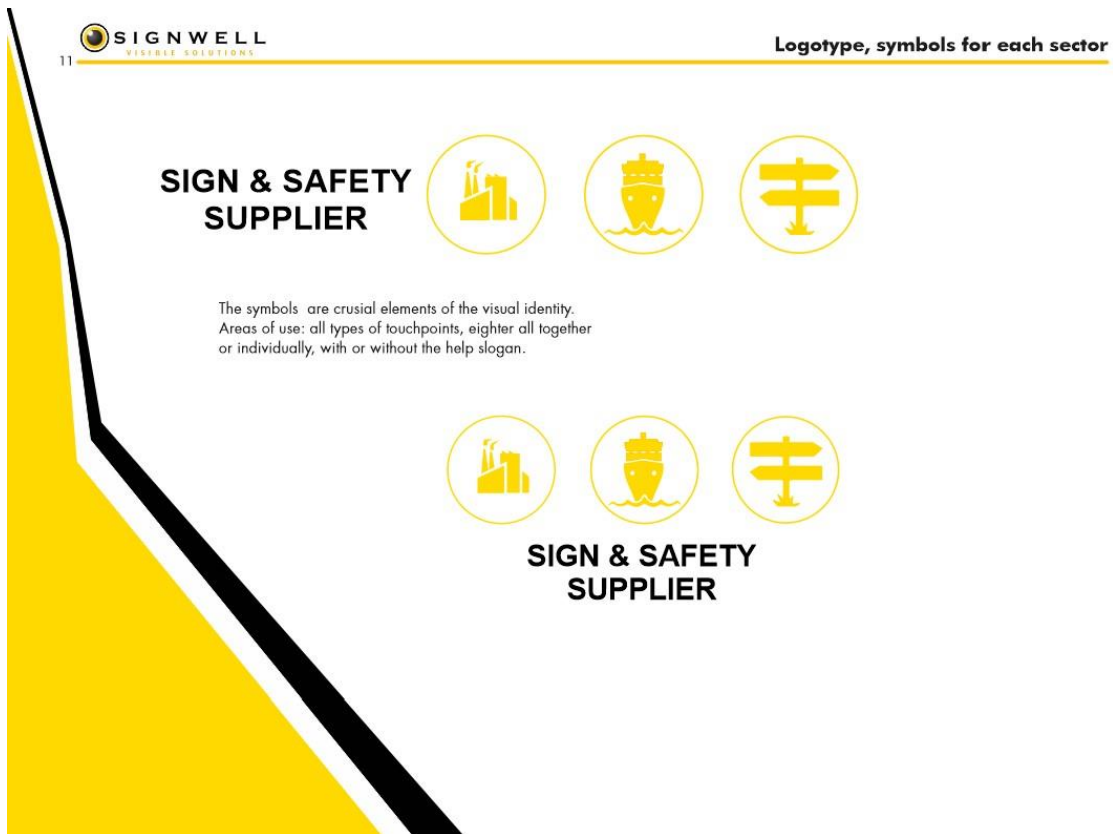 SIGNWELL
VISIBLE SOLUTIONS
Logotype, symbols for each sector
11
SIGN & SAFETY
SUPPLIER
The symbols are crusial elements of the visual identity.
Areas of use: all types of touchpoints, eighter all together
or individually, with or without the help slogan.
SIGN & SAFETY
SUPPLIER